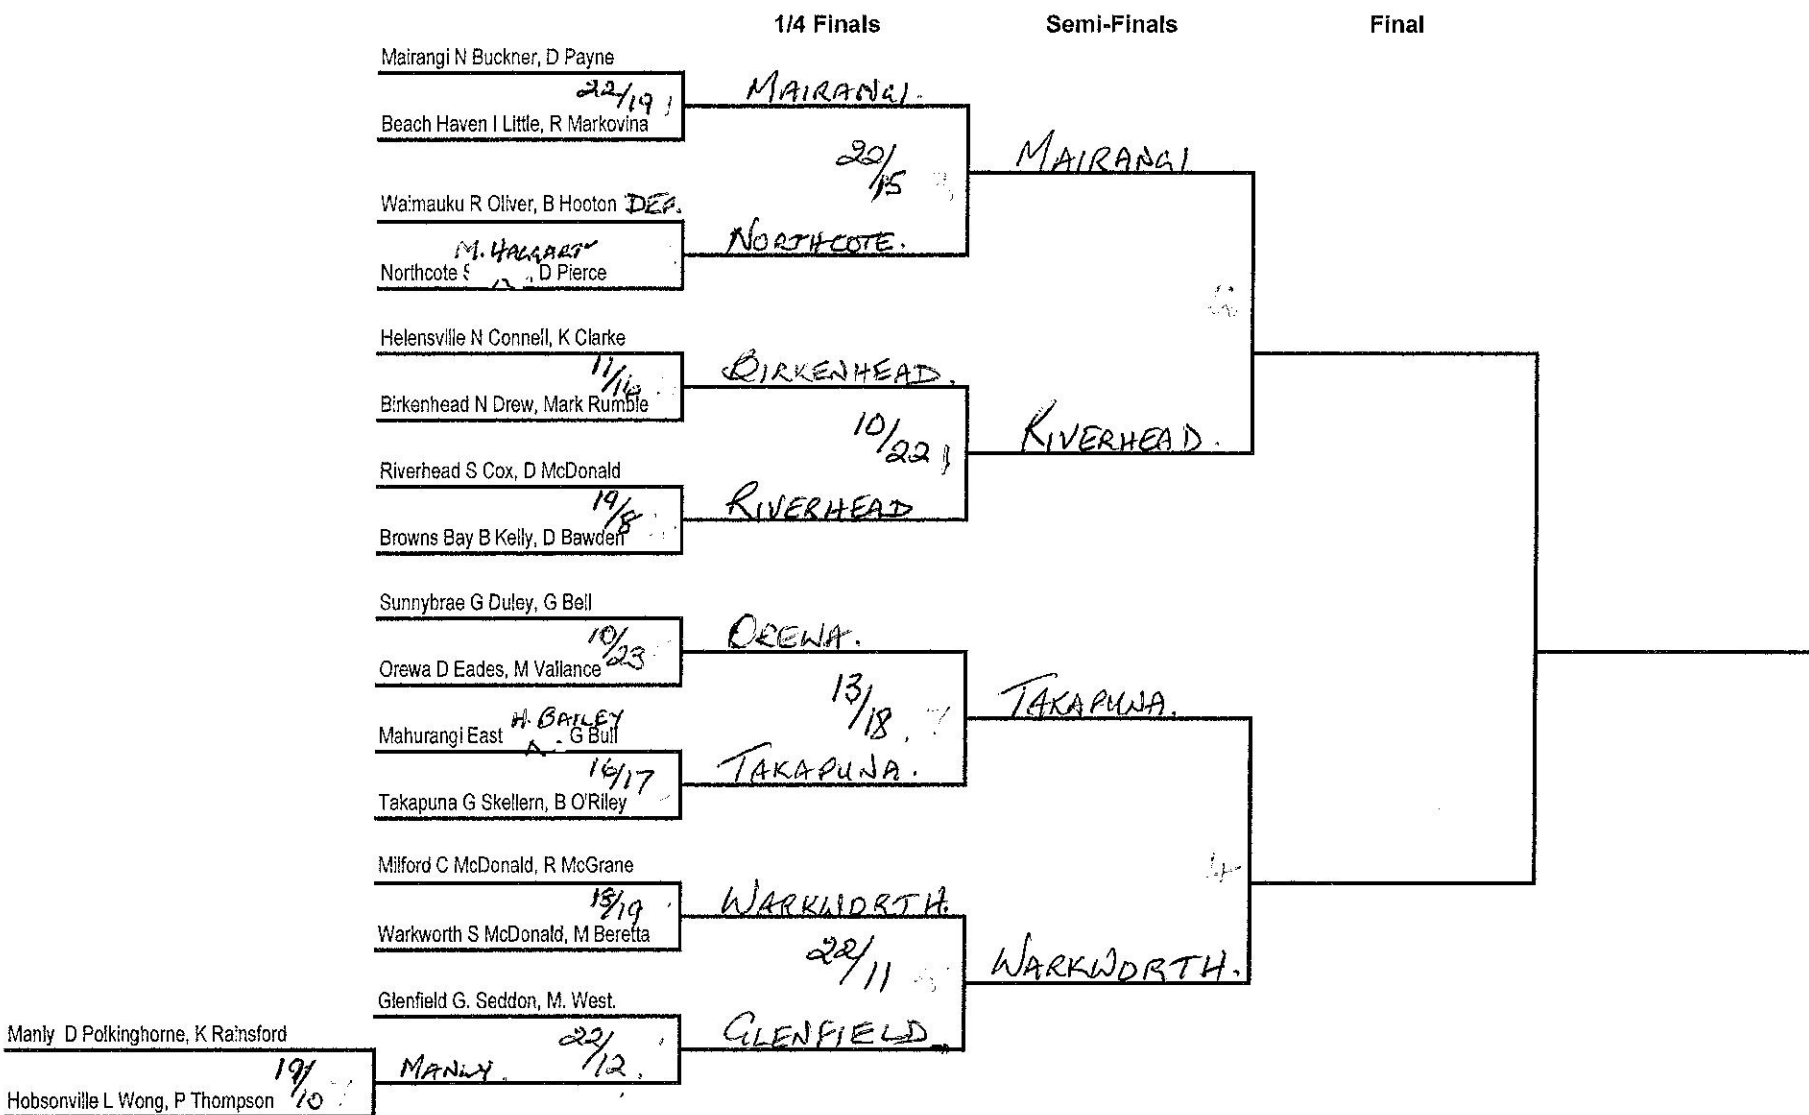 1/4 Finals Semi-Finals Final
Mairangi N Buckner, D Payne
22/19
MAIRANGI.
Beach Haven I Little, R Markovina
22/15
MAIRANGI
Waimauku R Oliver, B Hooton DEF.
M. HAGGART
NORTHCOTE.
Northcote S , D Pierce
Helensville N Connell, K Clarke
11/16
BIRKENHEAD.
Birkenhead N Drew, Mark Rumble
10/22
RIVERHEAD.
Riverhead S Cox, D McDonald
19/8
RIVERHEAD
Browns Bay B Kelly, D Bawden
Sunnybrae G Duley, G Bell
10/23
OREWA.
Orewa D Eades, M Vallance
13/18
TAKAPUNA.
H. BAILEY
Mahurangi East G Bull
16/17
TAKAPUNA.
Takapuna G Skellern, B O'Riley
Milford C McDonald, R McGrane
18/19
WARKWORTH.
Warkworth S McDonald, M Beretta
22/11
WARKWORTH.
Glenfield G. Seddon, M. West.
22/12
GLENFIELD
Manly D Polkinghorne, K Rainsford
19/10
MANLY.
Hobsonville L Wong, P Thompson